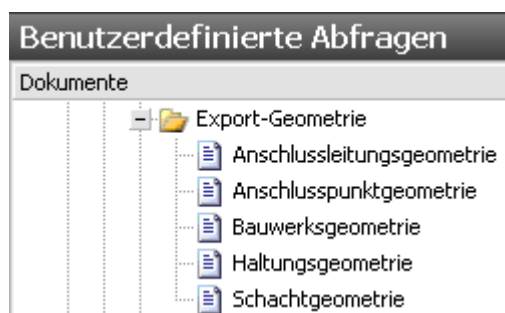 Benutzerdefinierte Abfragen
Dokumente
Export-Geometrie
Anschlussleitungsgeometrie
Anschlusspunktgeometrie
Bauwerksgeometrie
Haltungsgeometrie
Schachtgeometrie